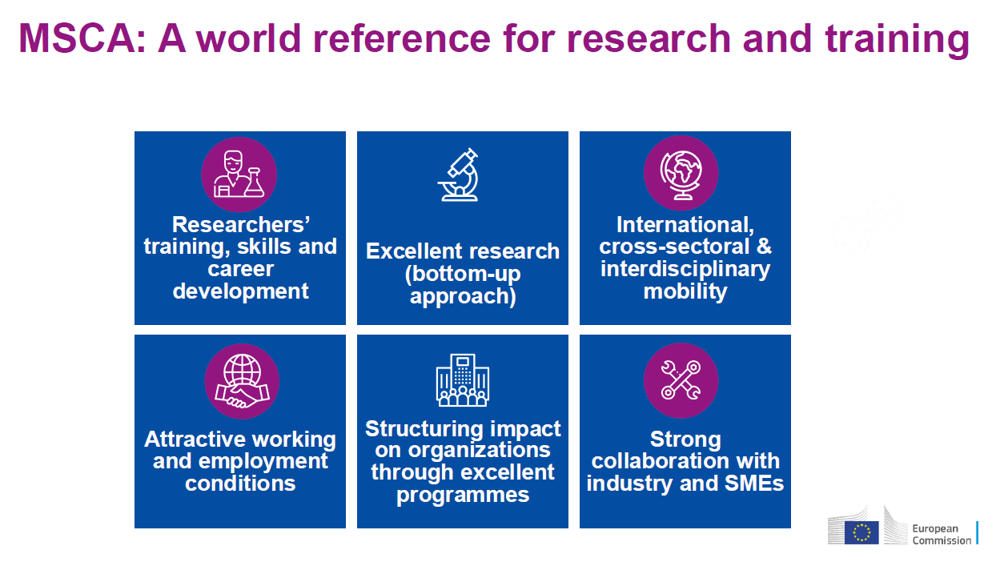 MSCA: A world reference for research and training
Researchers’
training, skills and
career
development
Excellent research
(bottom-up
approach)
International,
cross-sectoral &
interdisciplinary
mobility
Attractive working
and employment
conditions
Structuring impact
on organizations
through excellent
programmes
Strong
collaboration with
industry and SMEs
European
Commission